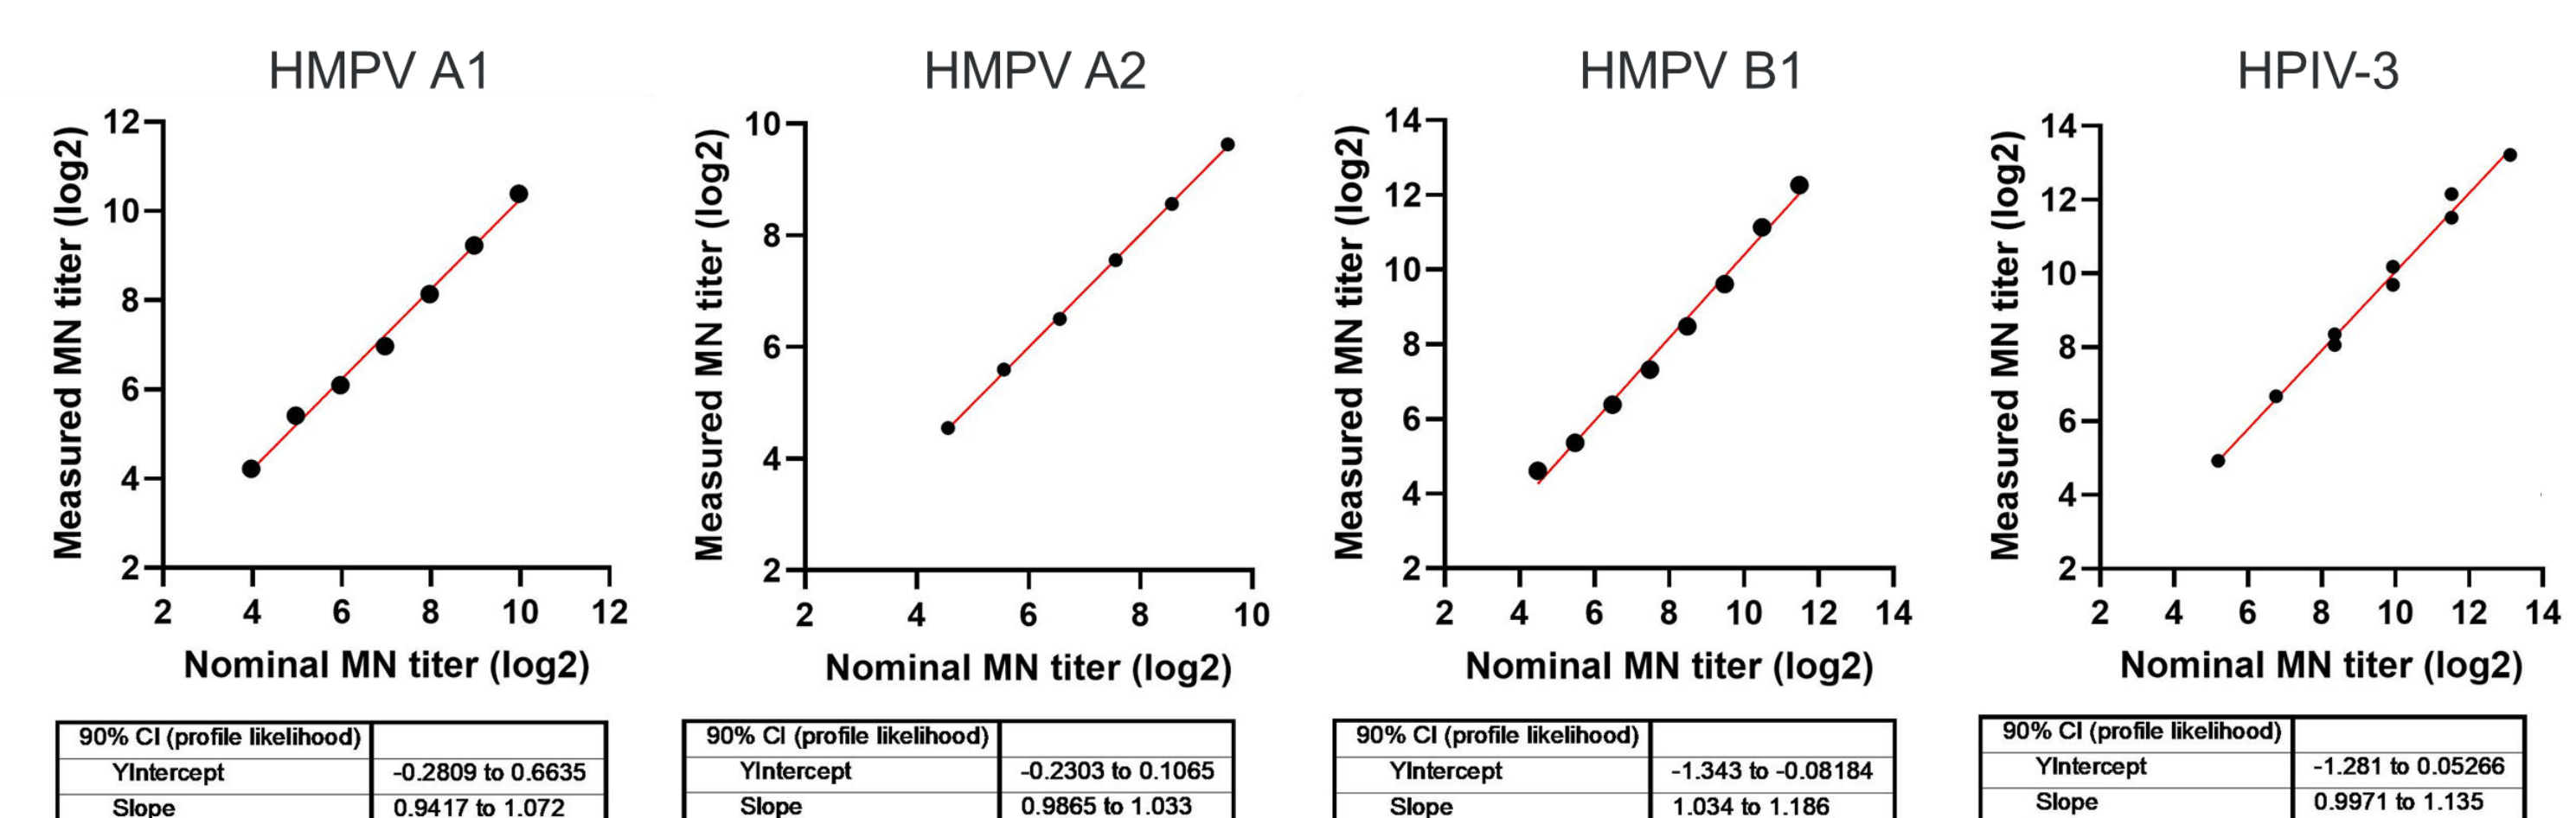 HMPV A1
Measured MN titer (log2)
12
10
8
6
4
2
2 4 6 8 10 12
Nominal MN titer (log2)
90% CI (profile likelihood)
YIntercept -0.2809 to 0.6635
Slope 0.9417 to 1.072
HMPV A2
Measured MN titer (log2)
10
8
6
4
2
2 4 6 8 10
Nominal MN titer (log2)
90% CI (profile likelihood)
YIntercept -0.2303 to 0.1065
Slope 0.9865 to 1.033
HMPV B1
Measured MN titer (log2)
14
12
10
8
6
4
2
2 4 6 8 10 12 14
Nominal MN titer (log2)
90% CI (profile likelihood)
YIntercept -1.343 to -0.08184
Slope 1.034 to 1.186
HPIV-3
Measured MN titer (log2)
14
12
10
8
6
4
2
2 4 6 8 10 12 14
Nominal MN titer (log2)
90% CI (profile likelihood)
YIntercept -1.281 to 0.05266
Slope 0.9971 to 1.135